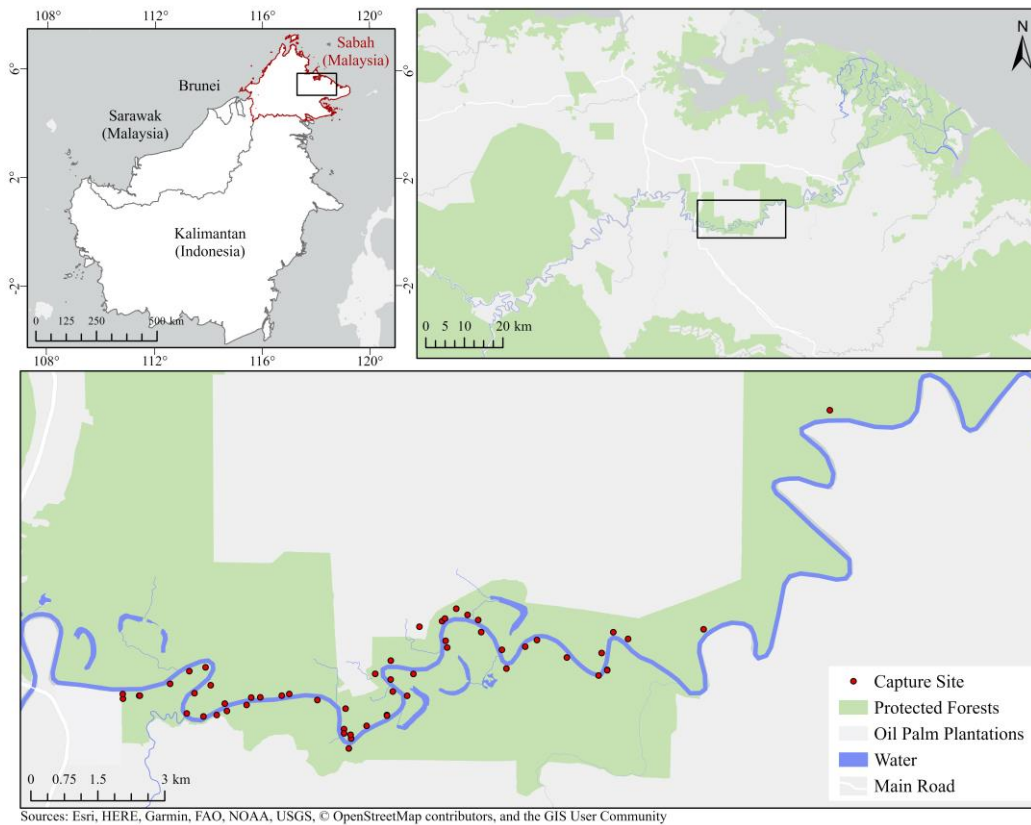 108°
112°
116°
120°
6°
2°
-2°
Sabah
(Malaysia)
Brunei
Sarawak
(Malaysia)
Kalimantan
(Indonesia)
0 125 250 500 km
108°
112°
116°
120°
6°
2°
-2°
N
0 5 10 20 km
0 0.75 1.5 3 km
Capture Site
Protected Forests
Oil Palm Plantations
Water
Main Road
Sources: Esri, HERE, Garmin, FAO, NOAA, USGS, © OpenStreetMap contributors, and the GIS User Community